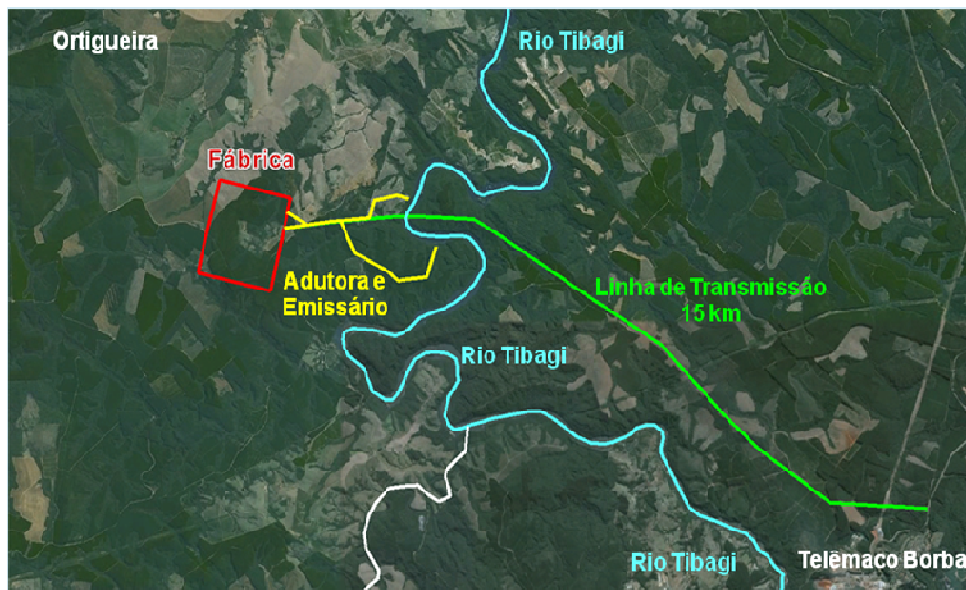 Ortigueira
Rio Tibagi
Fábrica
Adutora e
Emissário
Linha de Transmissão
15 km
Rio Tibagi
Rio Tibagi
Telêmaco Borba